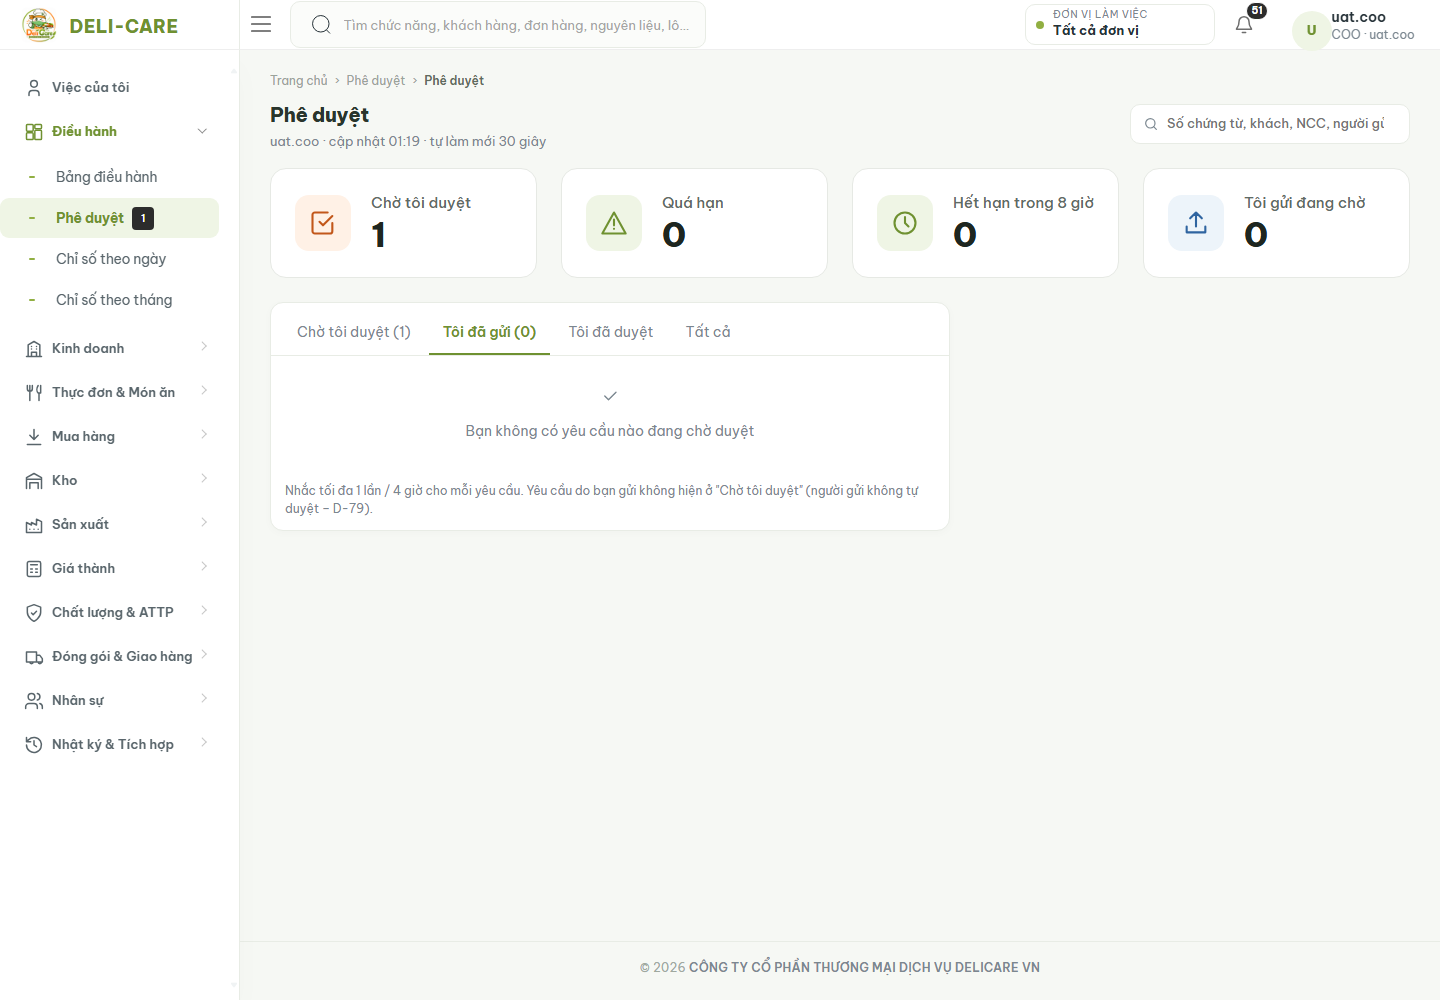 DELI-CARE
Tìm chức năng, khách hàng, đơn hàng, nguyên liệu, lô...
ĐƠN VỊ LÀM VIỆC
Tất cả đơn vị
51
U
uat.coo
COO · uat.coo
Việc của tôi
Điều hành
Bảng điều hành
Phê duyệt 1
Chỉ số theo ngày
Chỉ số theo tháng
Kinh doanh
Thực đơn & Món ăn
Mua hàng
Kho
Sản xuất
Giá thành
Chất lượng & ATTP
Đóng gói & Giao hàng
Nhân sự
Nhật ký & Tích hợp
Trang chủ > Phê duyệt > Phê duyệt
Phê duyệt
uat.coo · cập nhật 01:19 · tự làm mới 30 giây
Số chứng từ, khách, NCC, người gử
Chờ tôi duyệt
1
Quá hạn
0
Hết hạn trong 8 giờ
0
Tôi gửi đang chờ
0
Chờ tôi duyệt (1) Tôi đã gửi (0) Tôi đã duyệt Tất cả
Bạn không có yêu cầu nào đang chờ duyệt
Nhắc tối đa 1 lần / 4 giờ cho mỗi yêu cầu. Yêu cầu do bạn gửi không hiện ở "Chờ tôi duyệt" (người gửi không tự
duyệt – D-79).
© 2026 CÔNG TY CỔ PHẦN THƯƠNG MẠI DỊCH VỤ DELICARE VN